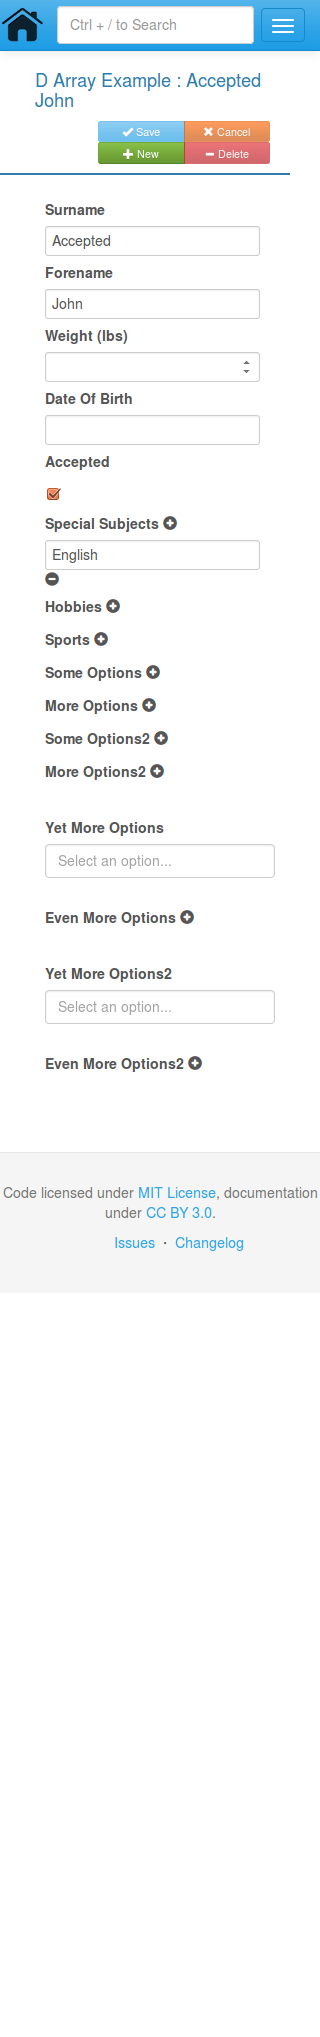 Ctrl + / to Search
D Array Example : Accepted
John
Save
Cancel
New
Delete
Surname
Accepted
Forename
John
Weight (lbs)
Date Of Birth
Accepted
Special Subjects
English
Hobbies
Sports
Some Options
More Options
Some Options2
More Options2
Yet More Options
Select an option...
Even More Options
Yet More Options2
Select an option...
Even More Options2
Code licensed under MIT License, documentation
under CC BY 3.0.
Issues · Changelog